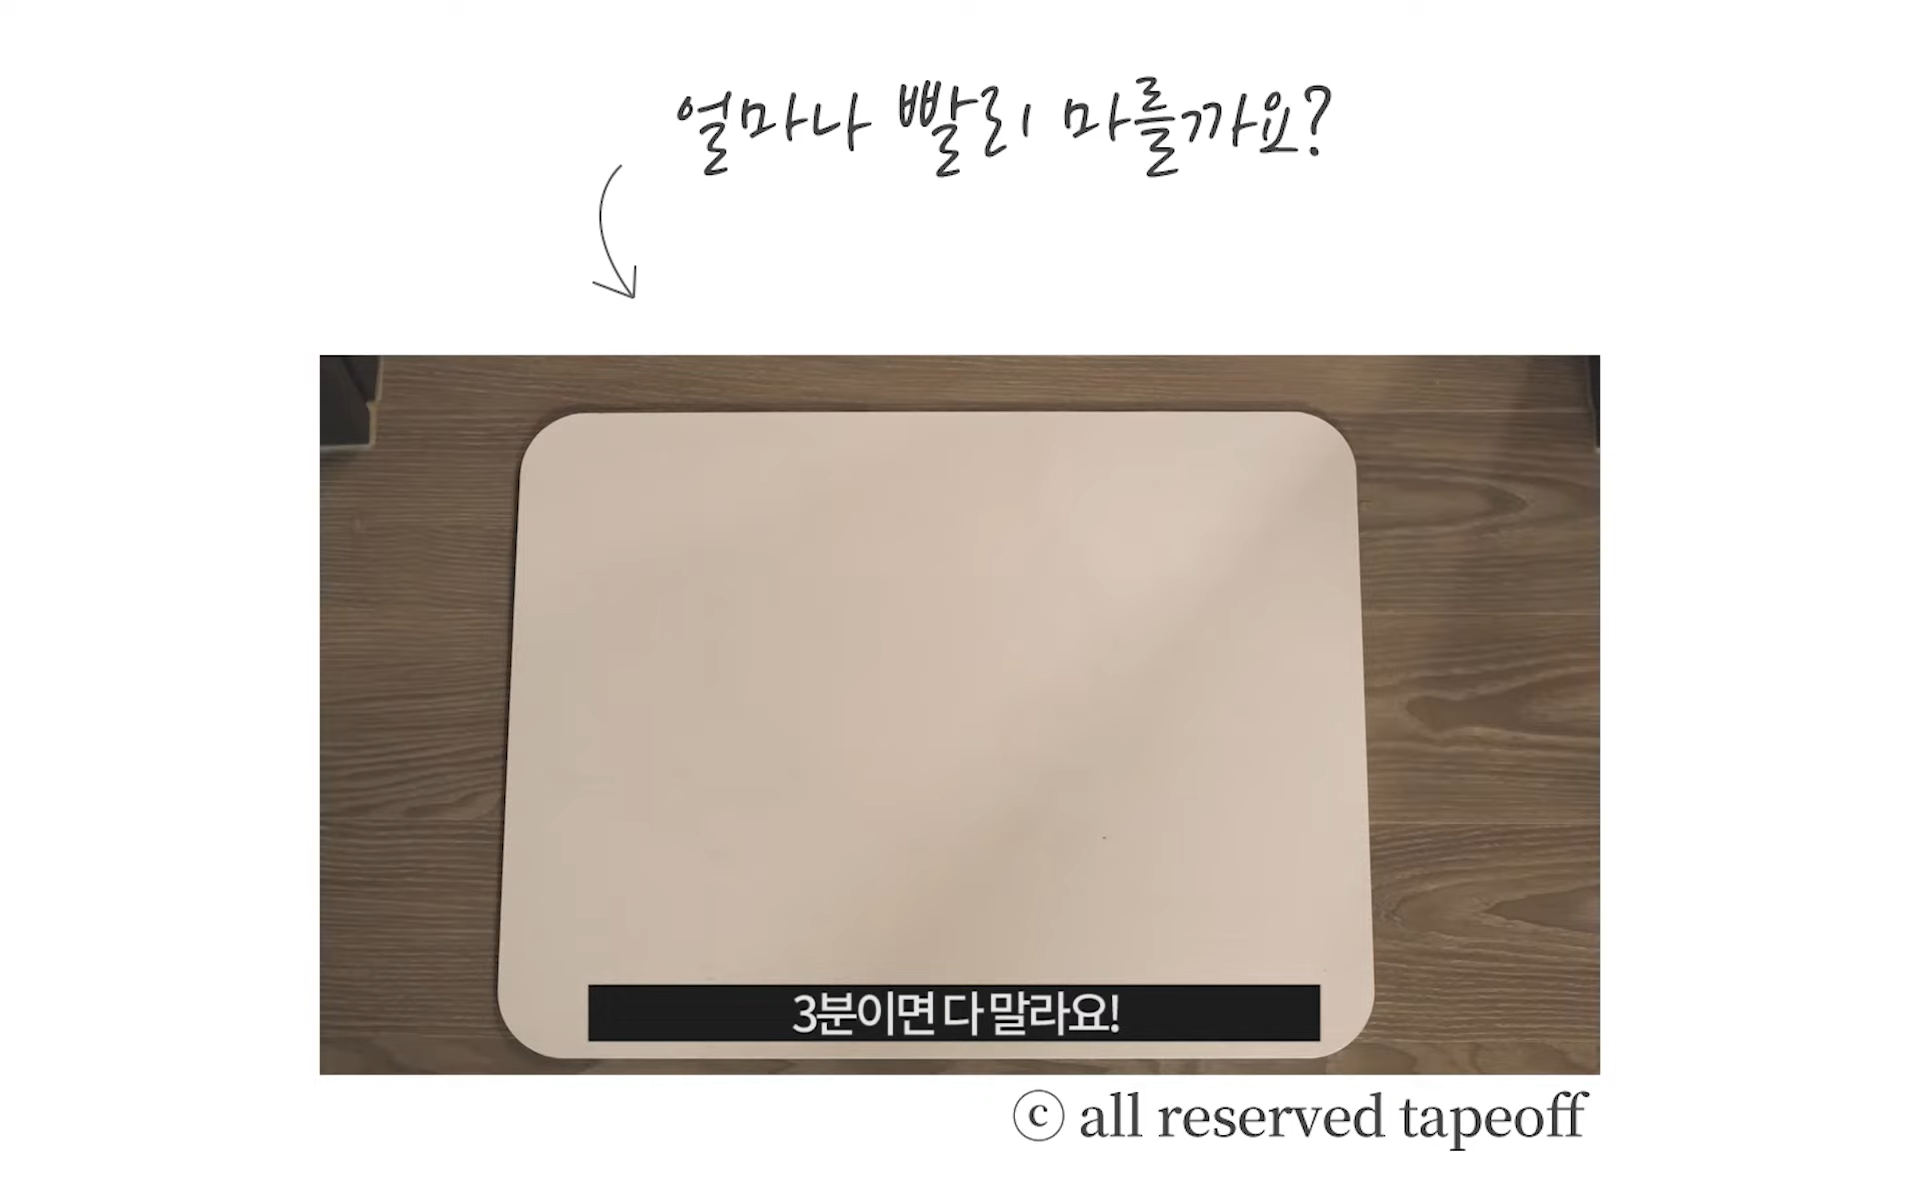 얼마나 빨리 마를까요?
3분이면 다 말라요!
ⓒ all reserved tapeoff